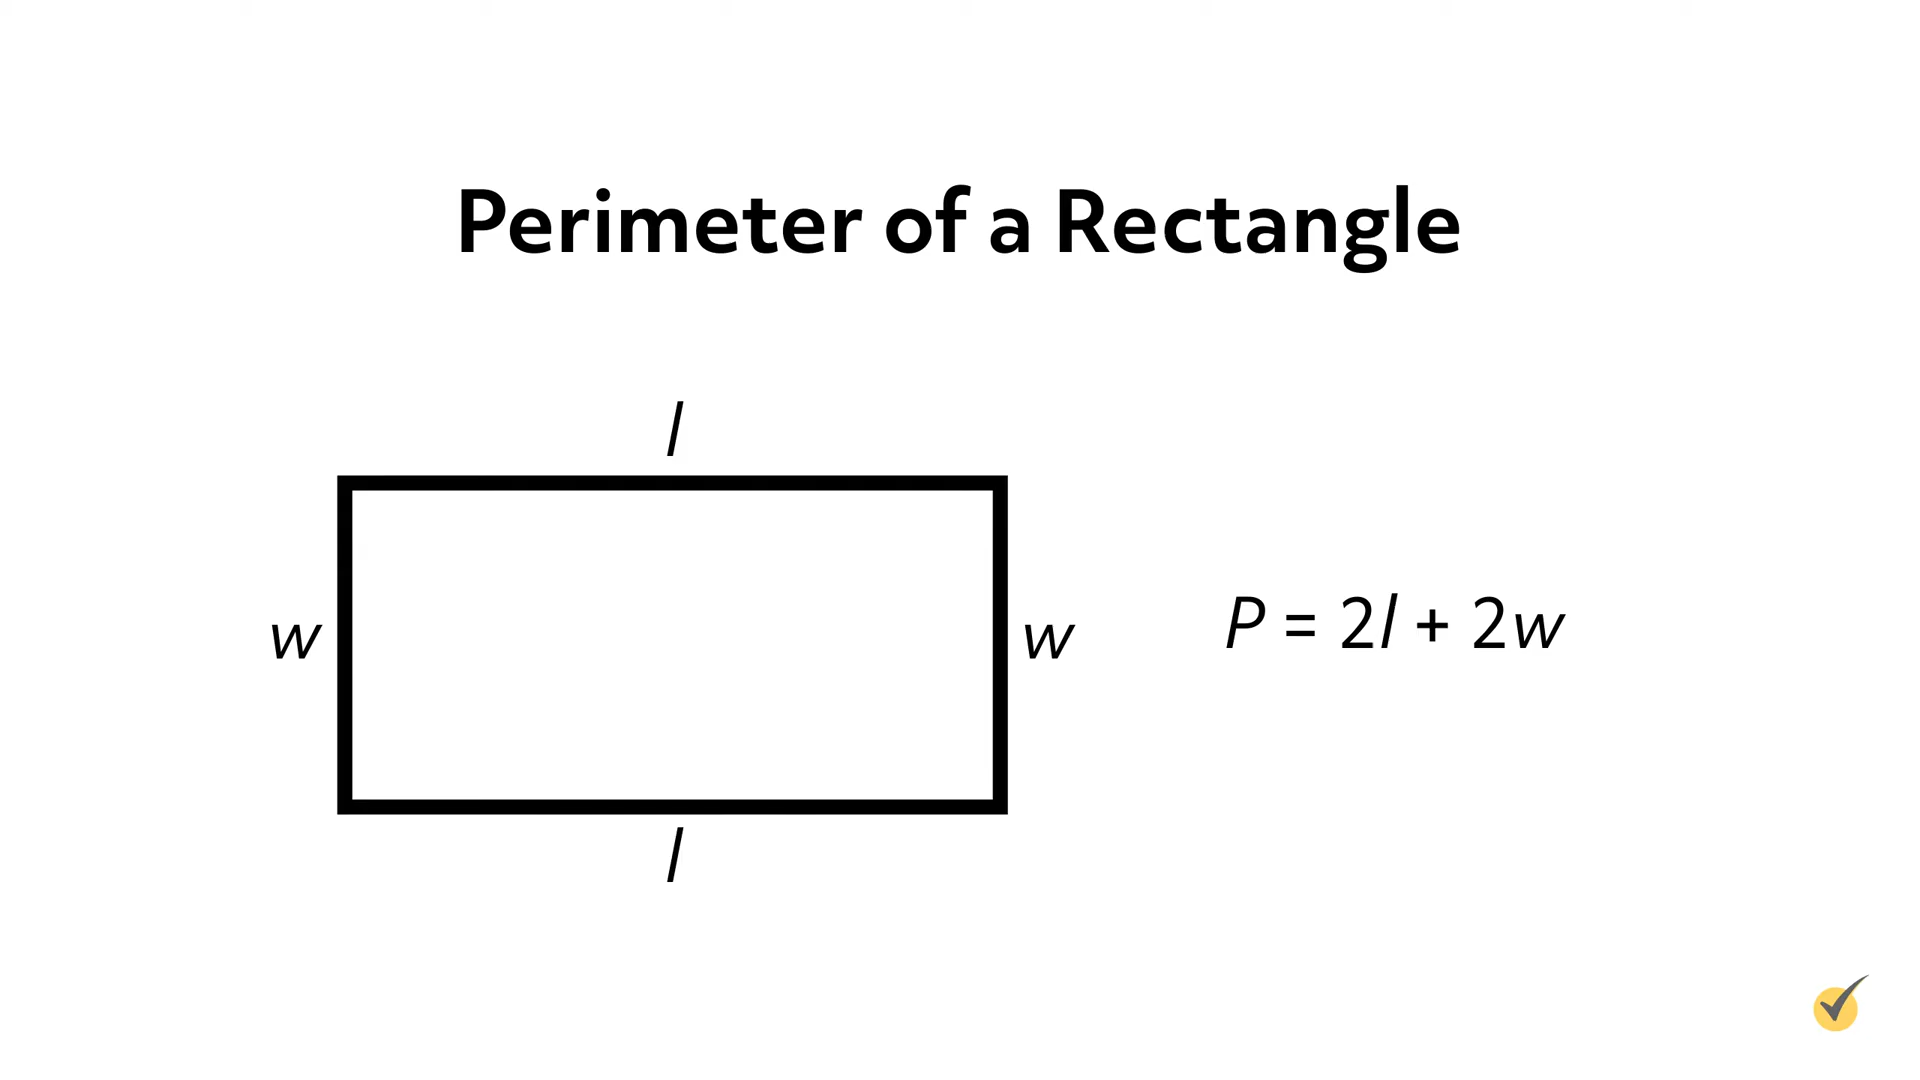 Perimeter of a Rectangle
l
w
w
P = 2l + 2w
l